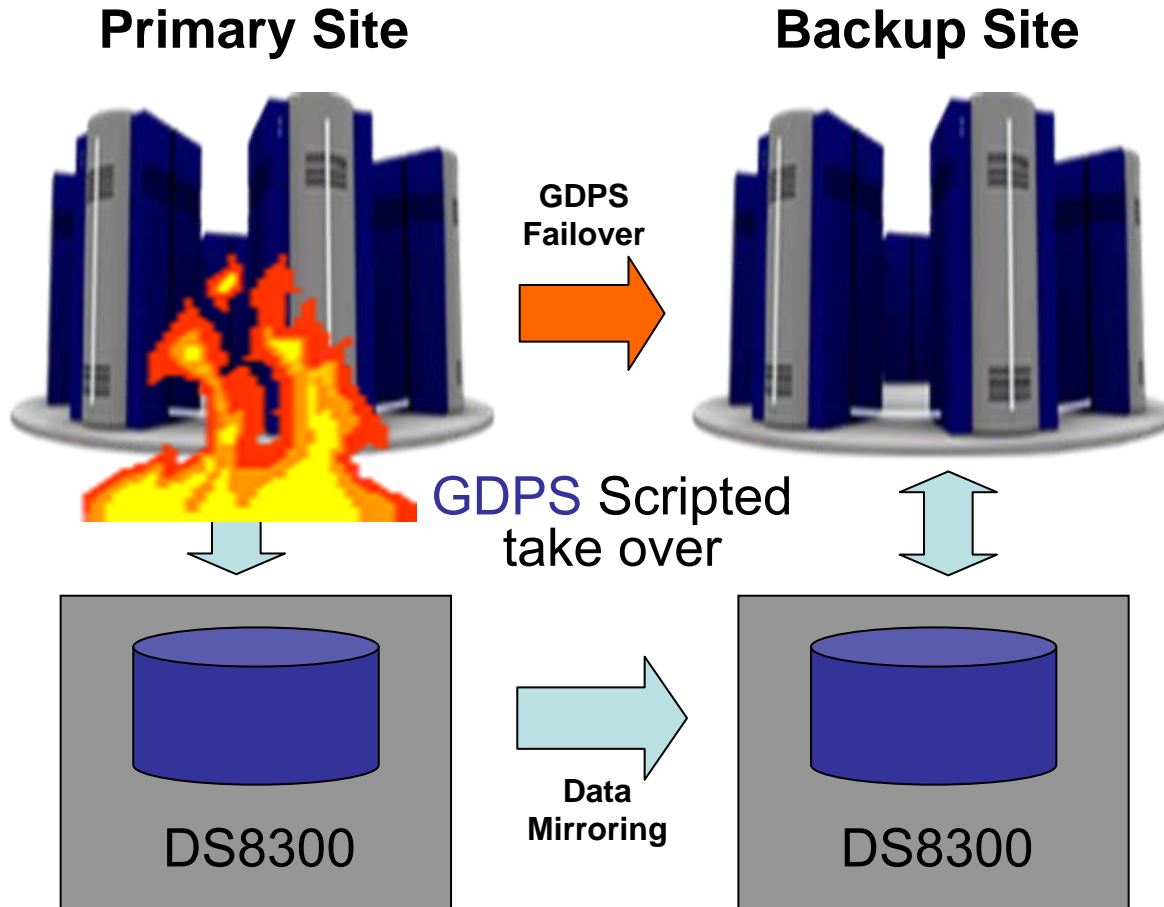 Primary Site
Backup Site
GDPS
Failover
GDPS Scripted
take over
Data
Mirroring
DS8300
DS8300